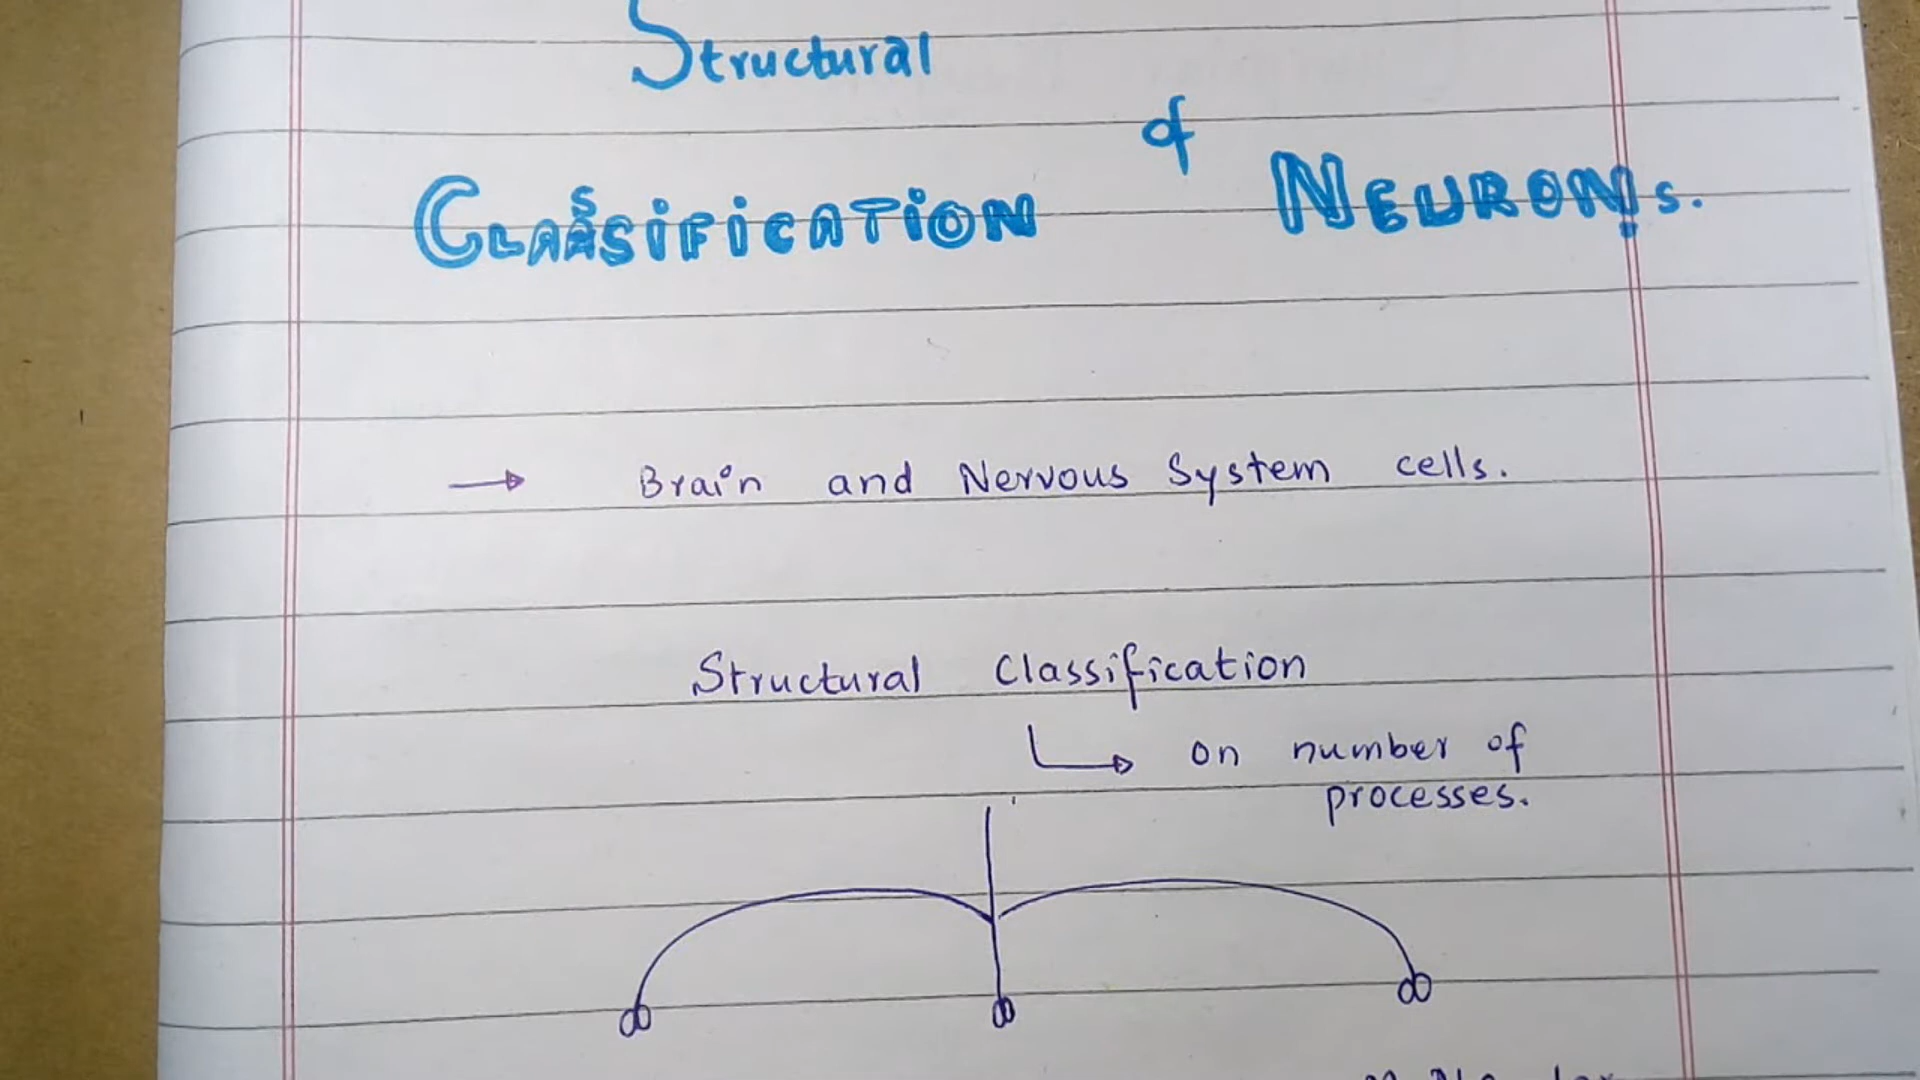 Structural
of
CLASSIFICATION NEURONs.
Brain and Nervous System cells.
Structural Classification
on number of
processes.